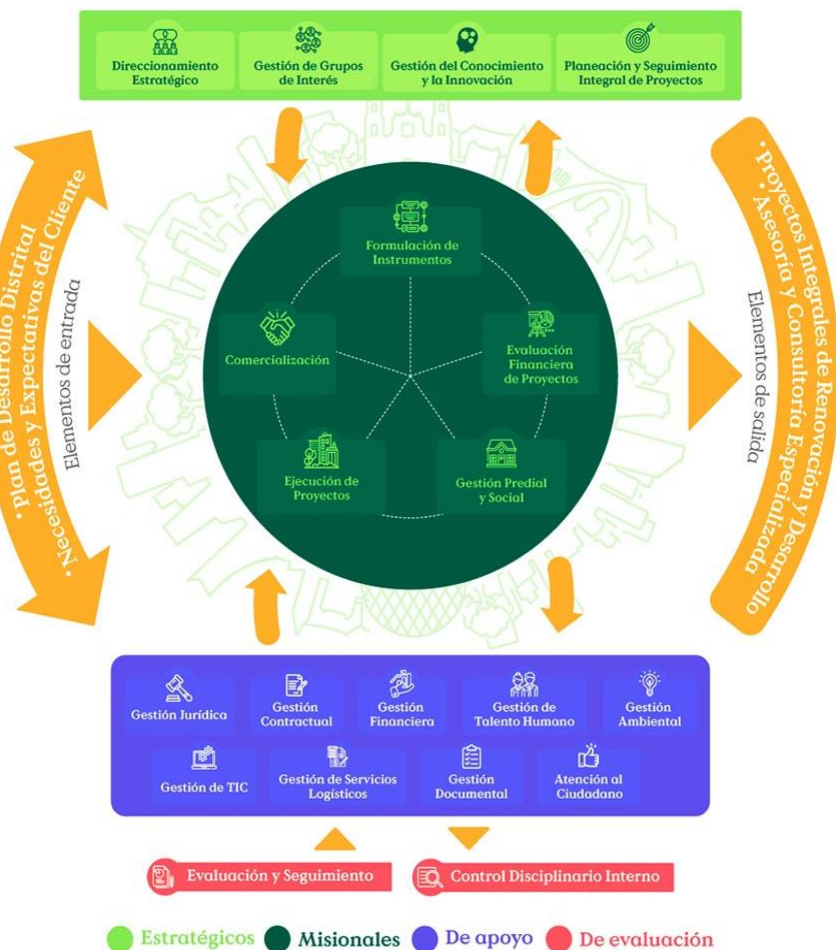 Direccionamiento
Estratégico
Gestión de Grupos
de Interés
Gestión del Conocimiento
y la Innovación
Planeación y Seguimiento
Integral de Proyectos
• Plan de Desarrollo Distrital
• Necesidades y Expectativas del Cliente
Elementos de entrada
Formulación de
Instrumentos
Comercialización
Evaluación
Financiera
de Proyectos
Ejecución de
Proyectos
Gestión Predial
y Social
Elementos de salida
• Proyectos Integrales de Renovación y Desarrollo
• Asesoría y Consultoría Especializada
Gestión Jurídica
Gestión
Contractual
Gestión
Financiera
Gestión de
Talento Humano
Gestión
Ambiental
Gestión de TIC
Gestión de Servicios
Logísticos
Gestión
Documental
Atención al
Ciudadano
Evaluación y Seguimiento
Control Disciplinario Interno
Estratégicos
Misionales
De apoyo
De evaluación